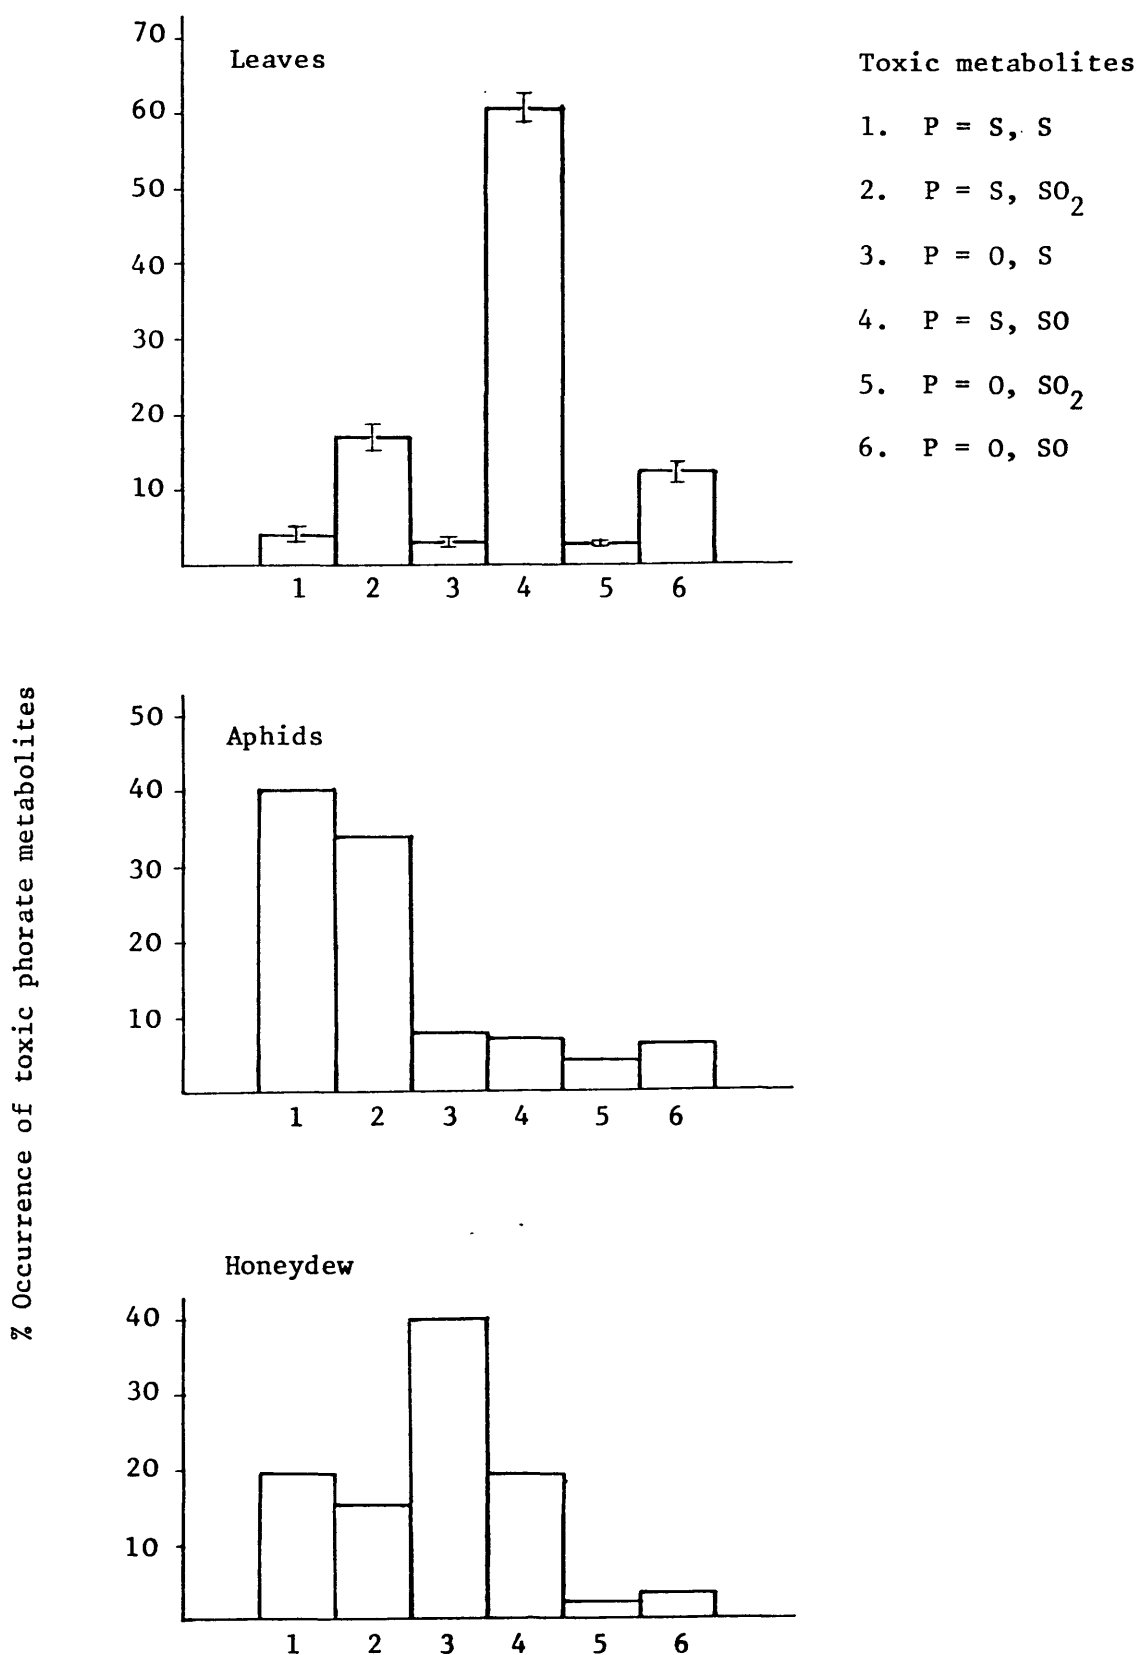 % Occurrence of toxic phorate metabolites
Leaves
70
60
50
40
30
20
10
1 2 3 4 5 6
Toxic metabolites
1. P = S, S
2. P = S, SO2
3. P = O, S
4. P = S, SO
5. P = O, SO2
6. P = O, SO
Aphids
50
40
30
20
10
1 2 3 4 5 6
Honeydew
40
30
20
10
1 2 3 4 5 6